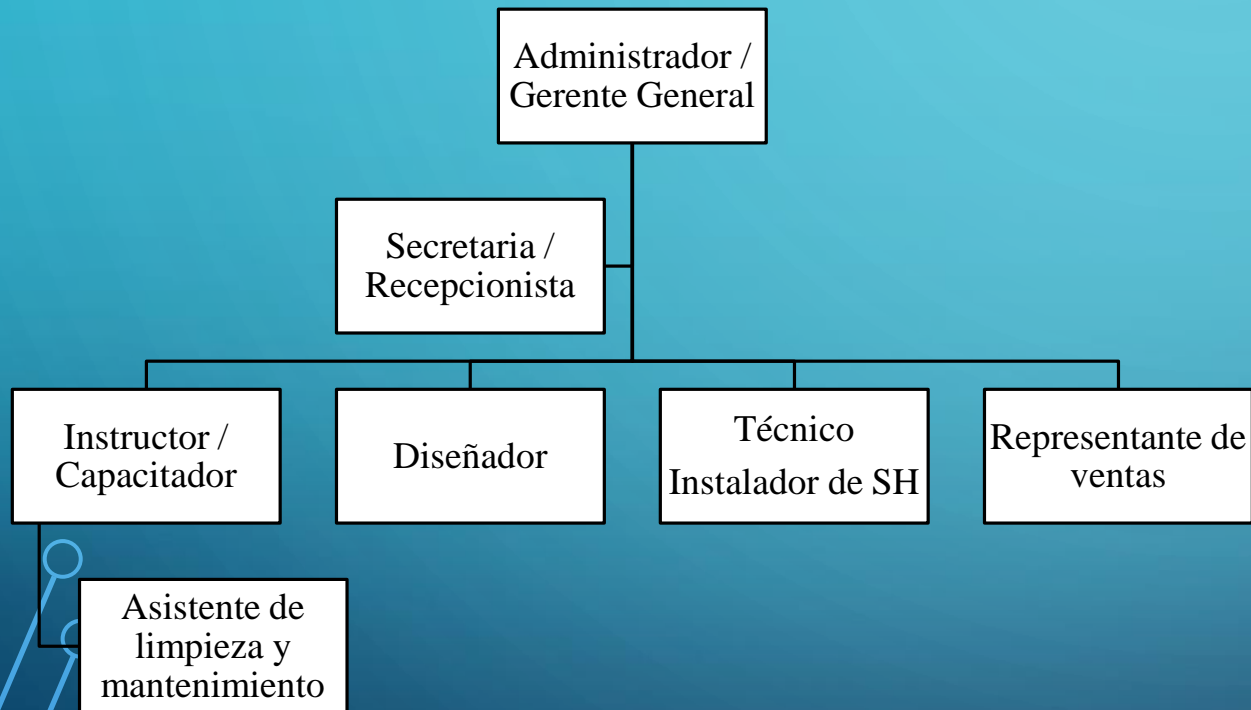 Administrador /
Gerente General
Secretaria /
Recepcionista
Instructor /
Capacitador
Diseñador
Técnico
Instalador de SH
Representante de
ventas
Asistente de
limpieza y
mantenimiento